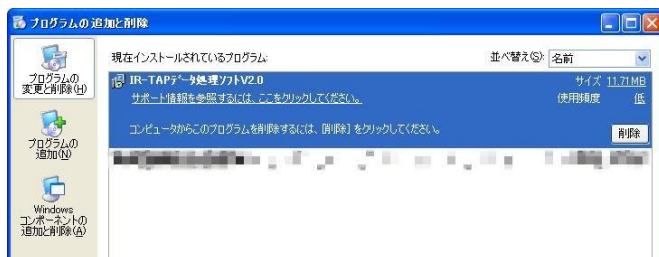 プログラムの追加と削除
プログラムの
変更と削除(H)
プログラムの
追加(N)
Windows
コンポーネントの
追加と削除(A)
現在インストールされているプログラム:
並べ替え(S): 名前
IR-TAPデータ処理ソフトV2.0
サイズ 11.71MB
サポート情報を参照するには、ここをクリックしてください。
使用頻度 低
コンピュータからこのプログラムを削除するには、[削除] をクリックしてください。
削除